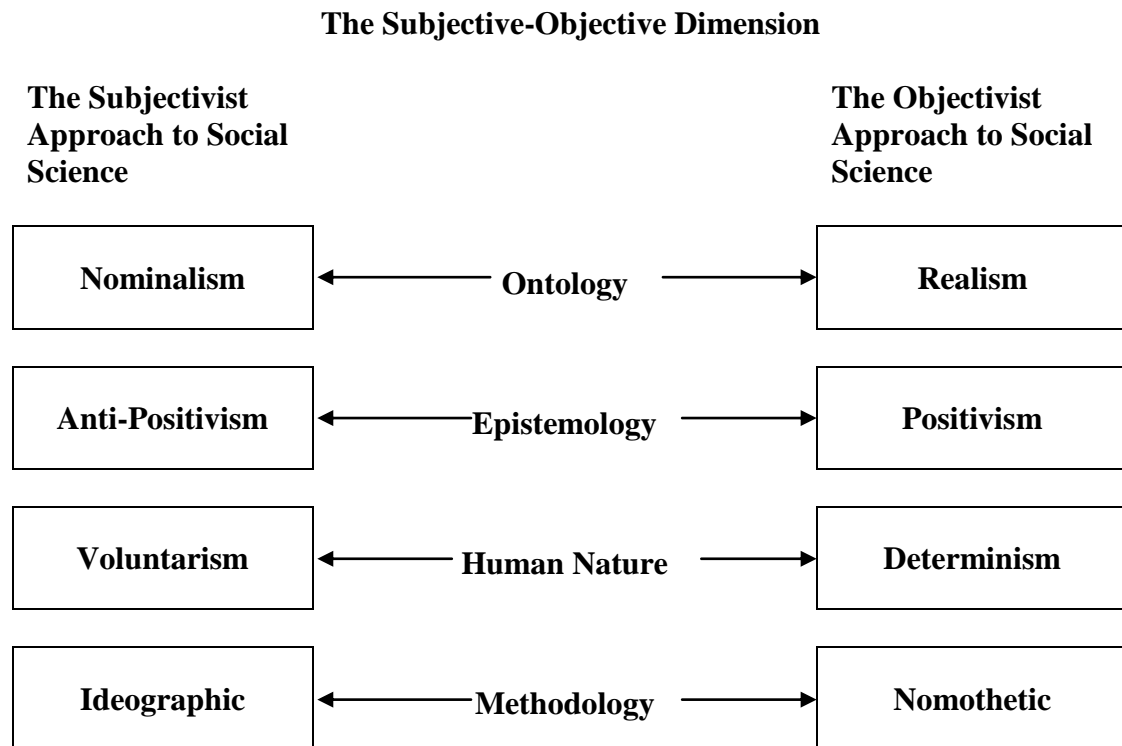 The Subjective-Objective Dimension
The Subjectivist
Approach to Social
Science
The Objectivist
Approach to Social
Science
Nominalism
Ontology
Realism
Anti-Positivism
Epistemology
Positivism
Voluntarism
Human Nature
Determinism
Ideographic
Methodology
Nomothetic